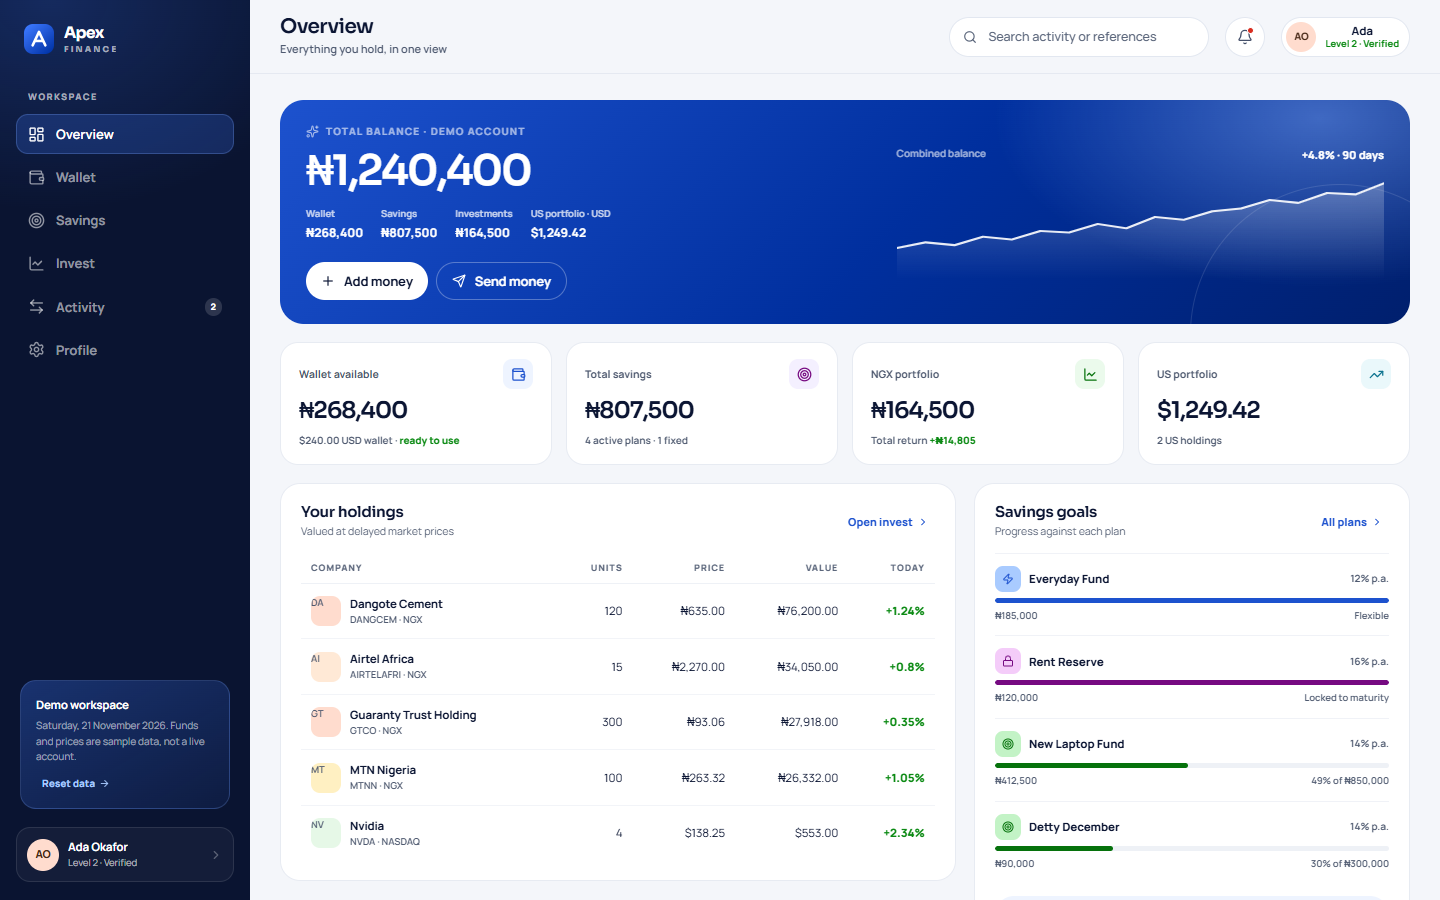 Apex
FINANCE
WORKSPACE
Overview
Wallet
Savings
Invest
Activity 2
Profile
Demo workspace
Saturday, 21 November 2026. Funds
and prices are sample data, not a live
account.
Reset data
AO Ada Okafor
Level 2 · Verified
Overview
Everything you hold, in one view
Search activity or references
AO Ada
Level 2 · Verified
TOTAL BALANCE · DEMO ACCOUNT
₦1,240,400
Wallet Savings Investments US portfolio · USD
₦268,400 ₦807,500 ₦164,500 $1,249.42
Add money Send money
Combined balance +4.8% · 90 days
Wallet available
₦268,400
$240.00 USD wallet · ready to use
Total savings
₦807,500
4 active plans · 1 fixed
NGX portfolio
₦164,500
Total return +₦14,805
US portfolio
$1,249.42
2 US holdings
Your holdings
Valued at delayed market prices
Open invest
COMPANY UNITS PRICE VALUE TODAY
DA Dangote Cement 120 ₦635.00 ₦76,200.00 +1.24%
DANGCEM · NGX
AI Airtel Africa 15 ₦2,270.00 ₦34,050.00 +0.8%
AIRTELAFRI · NGX
GT Guaranty Trust Holding 300 ₦93.06 ₦27,918.00 +0.35%
GTCO · NGX
MT MTN Nigeria 100 ₦263.32 ₦26,332.00 +1.05%
MTNN · NGX
NV Nvidia 4 $138.25 $553.00 +2.34%
NVDA · NASDAQ
Savings goals
Progress against each plan
All plans
Everyday Fund 12% p.a.
₦185,000 Flexible
Rent Reserve 16% p.a.
₦120,000 Locked to maturity
New Laptop Fund 14% p.a.
₦412,500 49% of ₦850,000
Detty December 14% p.a.
₦90,000 30% of ₦300,000